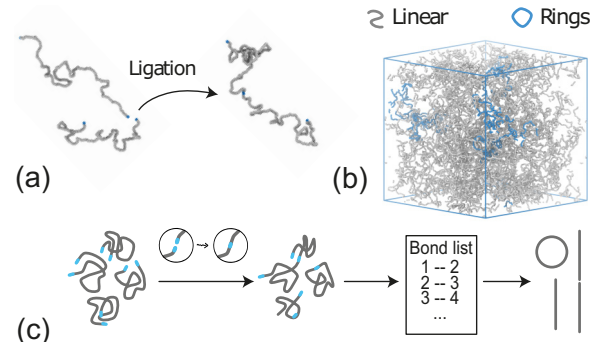 Linear
Rings
Ligation
(a)
(b)
Bond list
1 -- 2
2 -- 3
3 -- 4
...
(c)